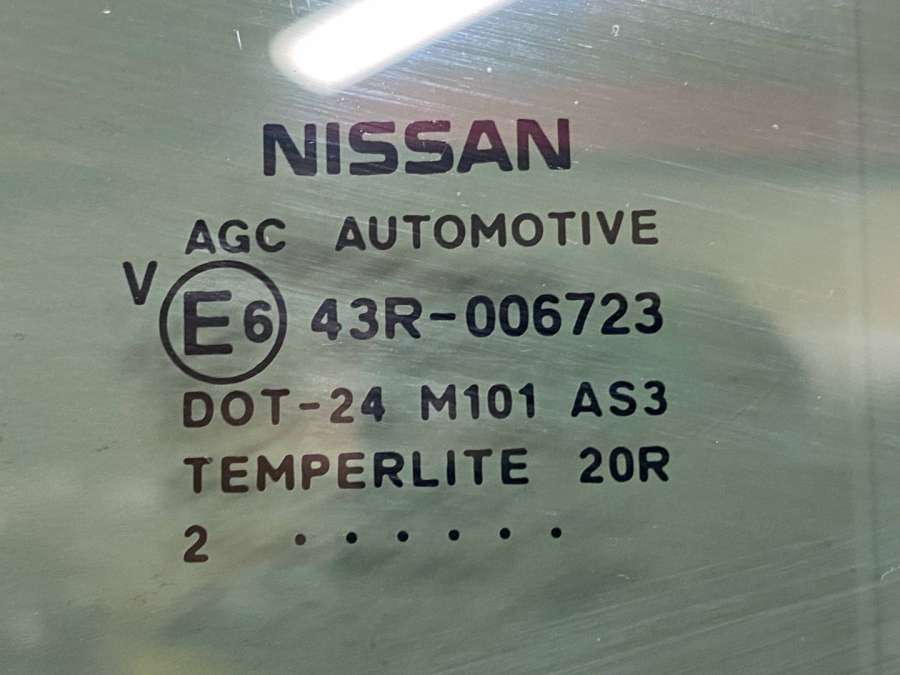 NISSAN
AGC AUTOMOTIVE
V E6 43R-006723
DOT-24 M101 AS3
TEMPERLITE 20R
2 ......